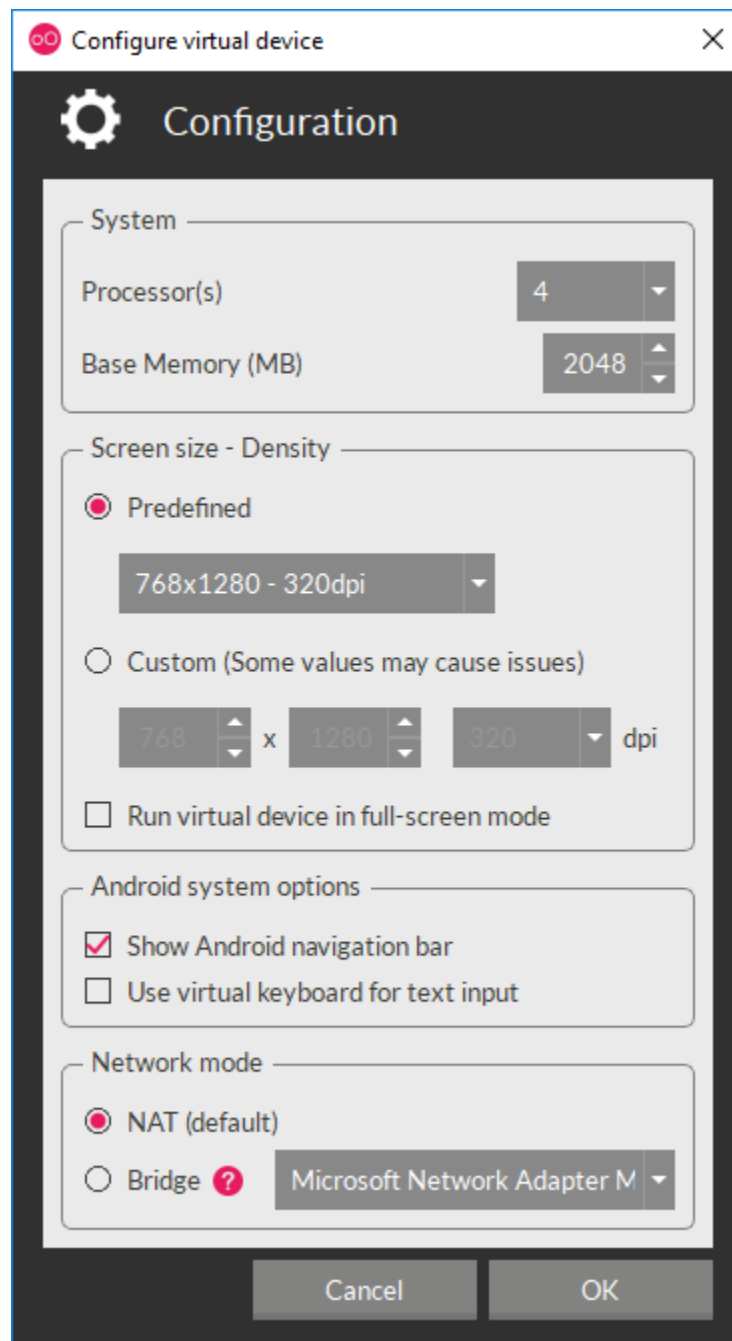 Configure virtual device
Configuration
System
Processor(s) 4
Base Memory (MB) 2048
Screen size - Density
Predefined
768x1280 - 320dpi
Custom (Some values may cause issues)
768 x 1280 320 dpi
Run virtual device in full-screen mode
Android system options
Show Android navigation bar
Use virtual keyboard for text input
Network mode
NAT (default)
Bridge ? Microsoft Network Adapter M
Cancel OK